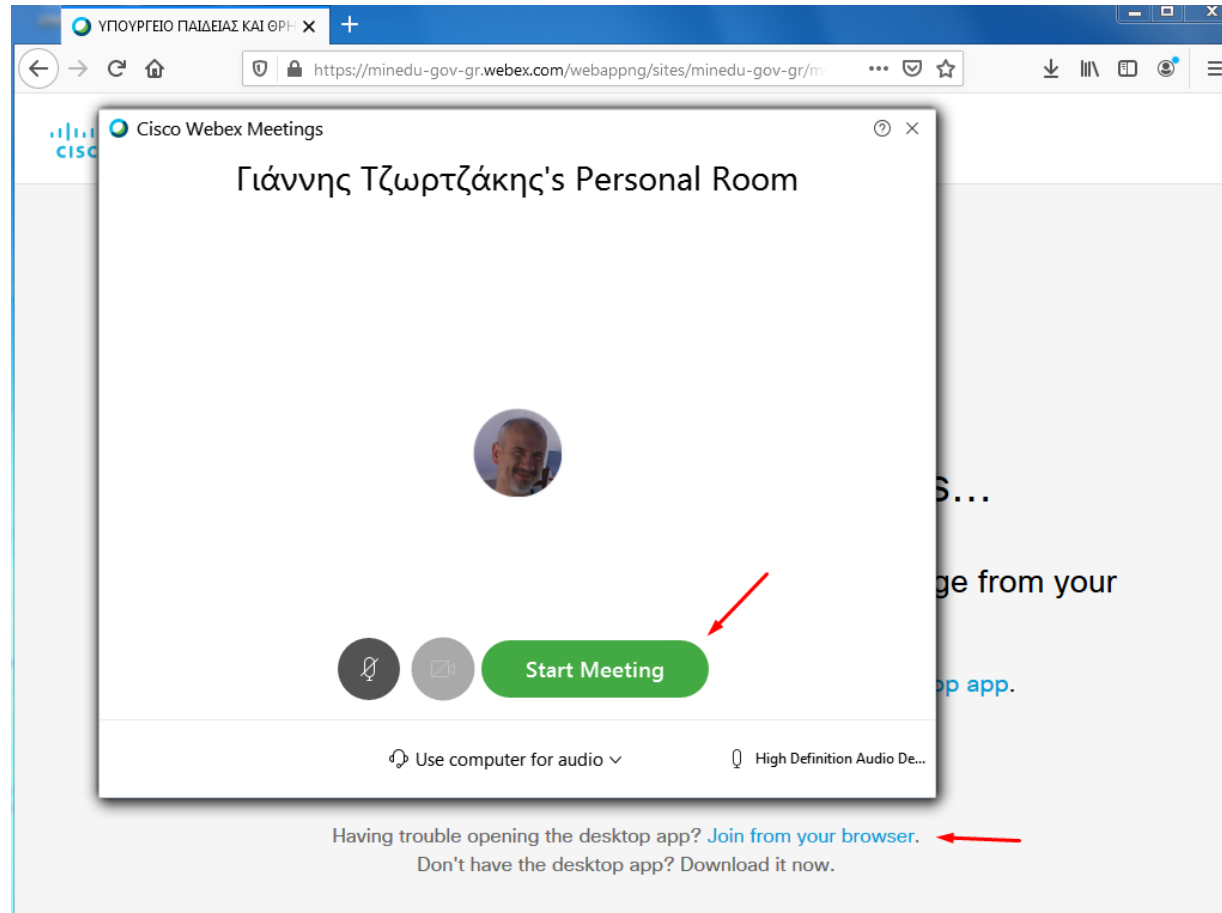 ΥΠΟΥΡΓΕΙΟ ΠΑΙΔΕΙΑΣ ΚΑΙ ΘΡΗ
https://minedu-gov-gr.webex.com/webappng/sites/minedu-gov-gr/m
CISC
Cisco Webex Meetings
Γιάννης Τζωρτζάκης's Personal Room
s...
ge from your
Start Meeting
op app.
Use computer for audio
High Definition Audio De...
Having trouble opening the desktop app? Join from your browser.
Don't have the desktop app? Download it now.